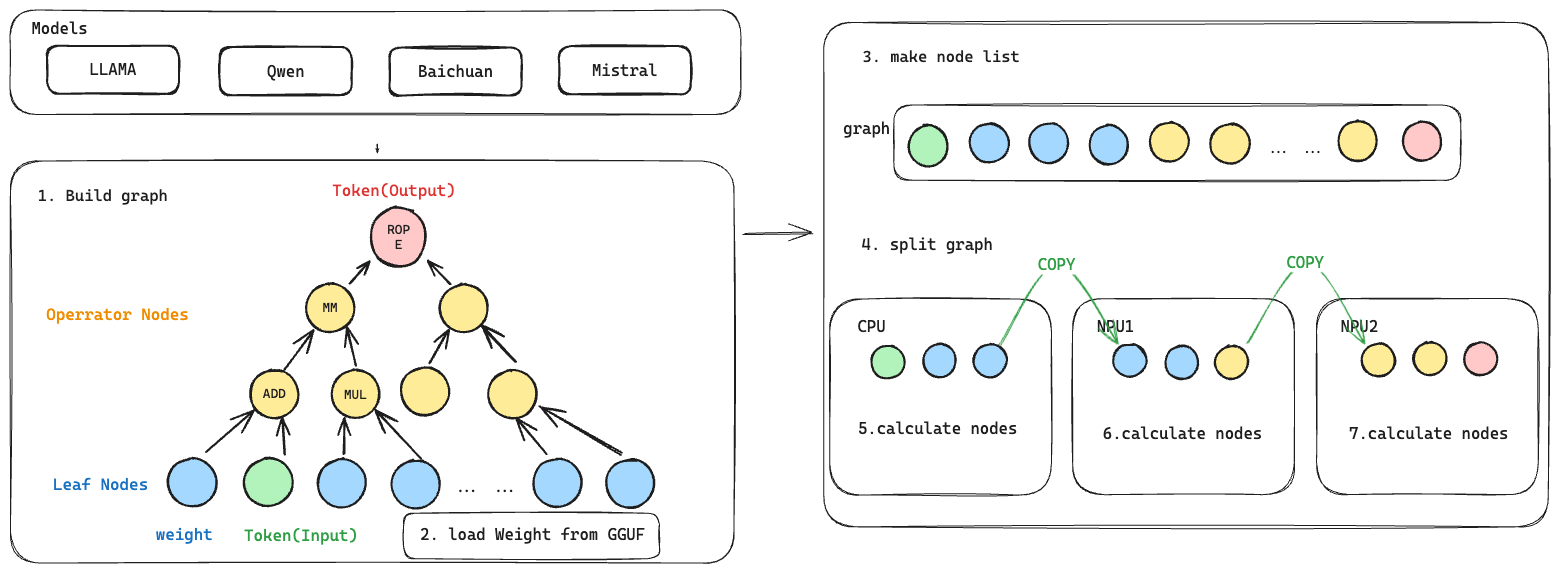 Models
LLAMA
Qwen
Baichuan
Mistral
1. Build graph
Token(Output)
ROP
E
Operrator Nodes
MM
ADD
MUL
Leaf Nodes
... ...
weight
Token(Input)
2. load Weight from GGUF
3. make node list
graph
... ...
4. split graph
COPY
COPY
CPU
NPU1
NPU2
5.calculate nodes
6.calculate nodes
7.calculate nodes